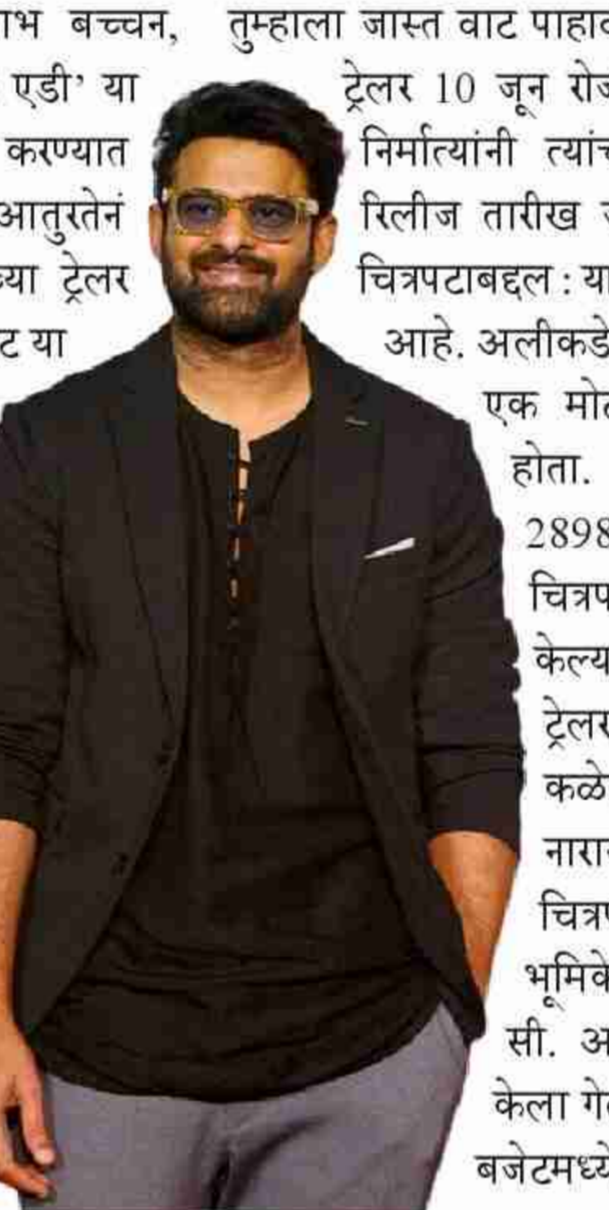 बच्चन,
एडी’ या
करण्यात
आतुरतेनं
च्या ट्रेलर
ट या
तुम्हाला जास्त वाट पाहाव
ट्रेलर 10 जून रोज
निर्मात्यांनी त्यांच
रिलीज तारीख
चित्रपटाबद्दल : या
आहे. अलीकडे
एक मोठ
होता.
2898
चित्रप
केल्य
ट्रेलर
कळे
नारा
चित्रप
भूमिके
सी. अ
केला गेल
बजेटमध्ये